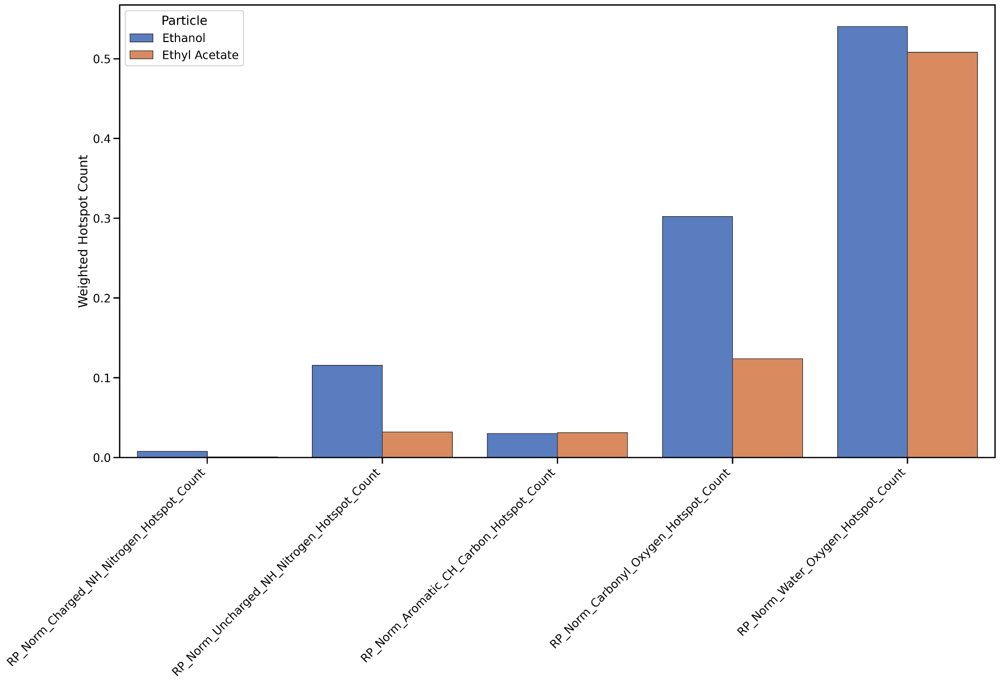 Particle
Ethanol
Ethyl Acetate
Weighted Hotspot Count
0.5
0.4
0.3
0.2
0.1
0.0
RP_Norm_Charged_NH_Nitrogen_Hotspot_Count
RP_Norm_Uncharged_NH_Nitrogen_Hotspot_Count
RP_Norm_Aromatic_CH_Carbon_Hotspot_Count
RP_Norm_Carbonyl_Oxygen_Hotspot_Count
RP_Norm_Water_Oxygen_Hotspot_Count